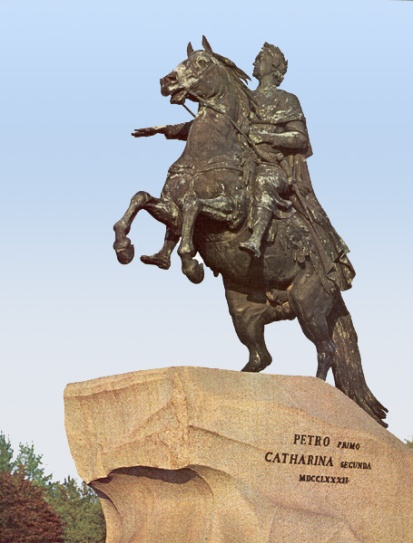 PETRO PRIMO
CATHARINA SECUNDA
MDCCLXXXII